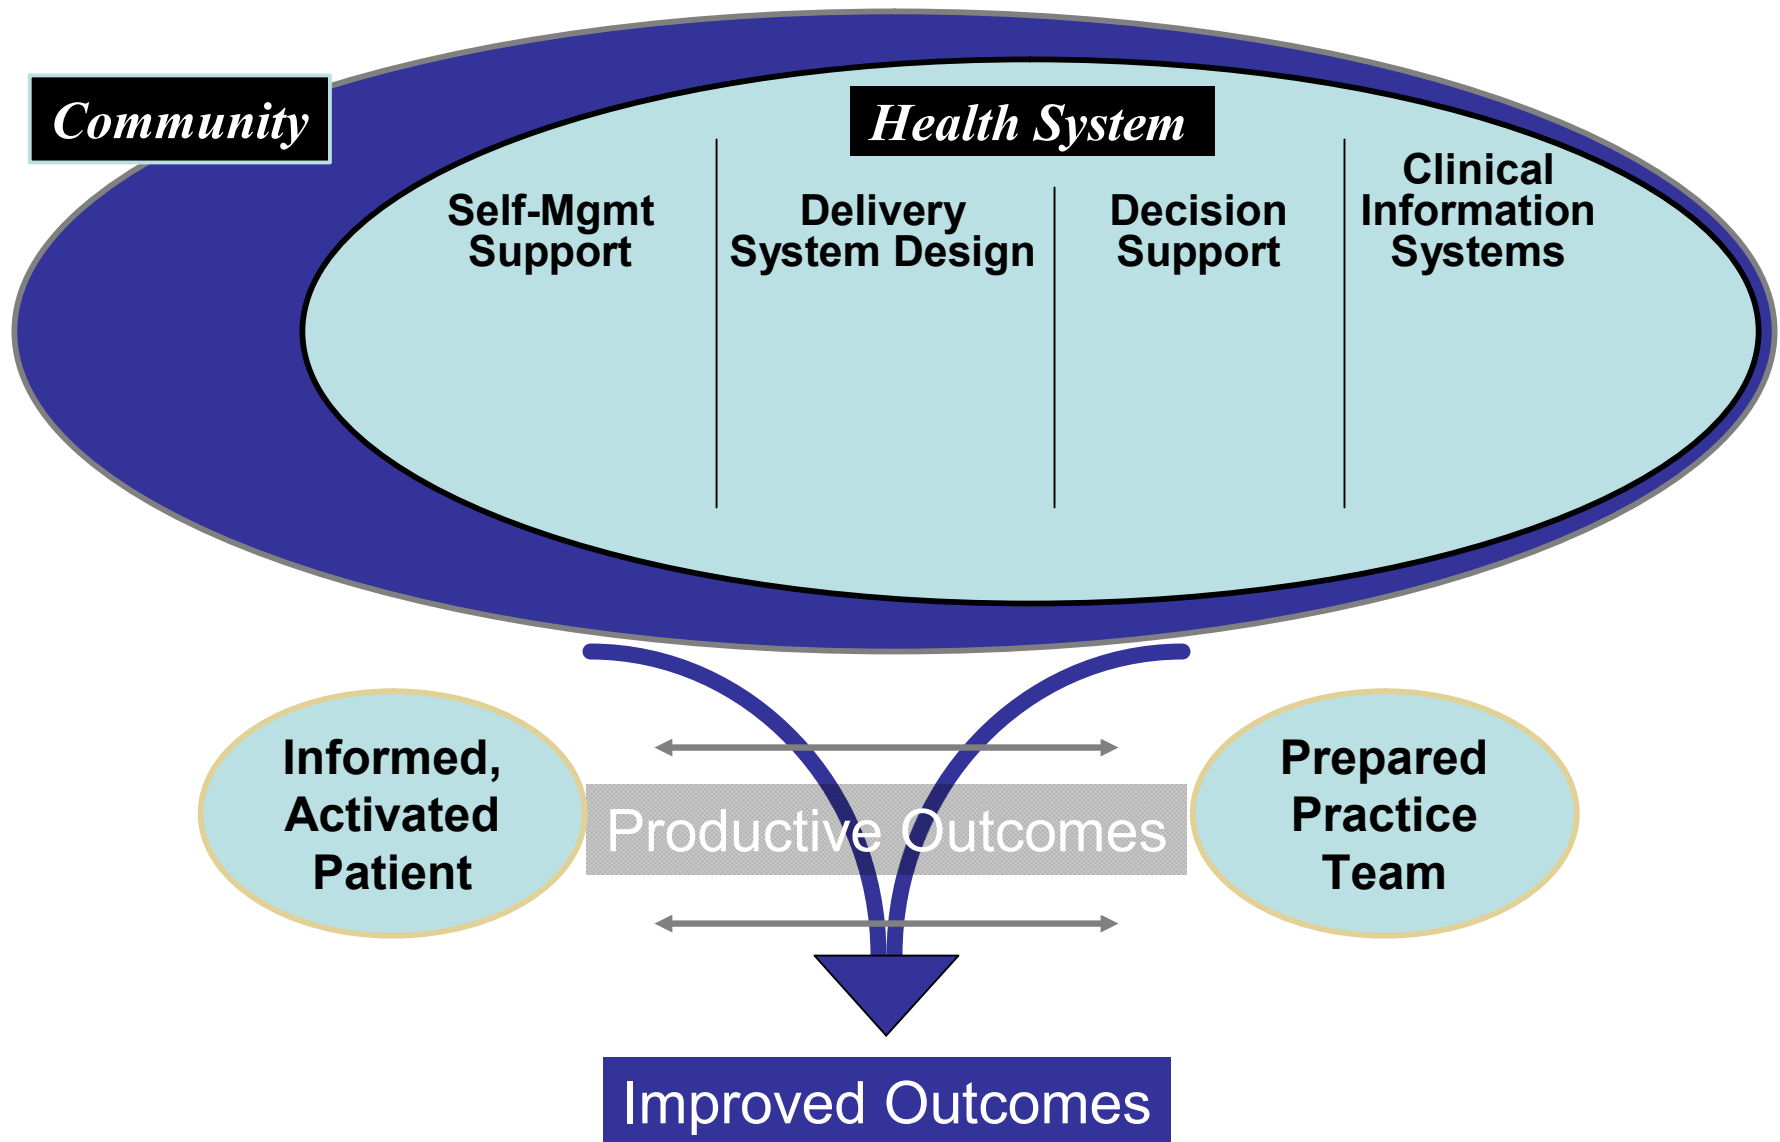 Community
Health System
Self-Mgmt
Support
Delivery
System Design
Decision
Support
Clinical
Information
Systems
Informed,
Activated
Patient
Productive Outcomes
Prepared
Practice
Team
Improved Outcomes